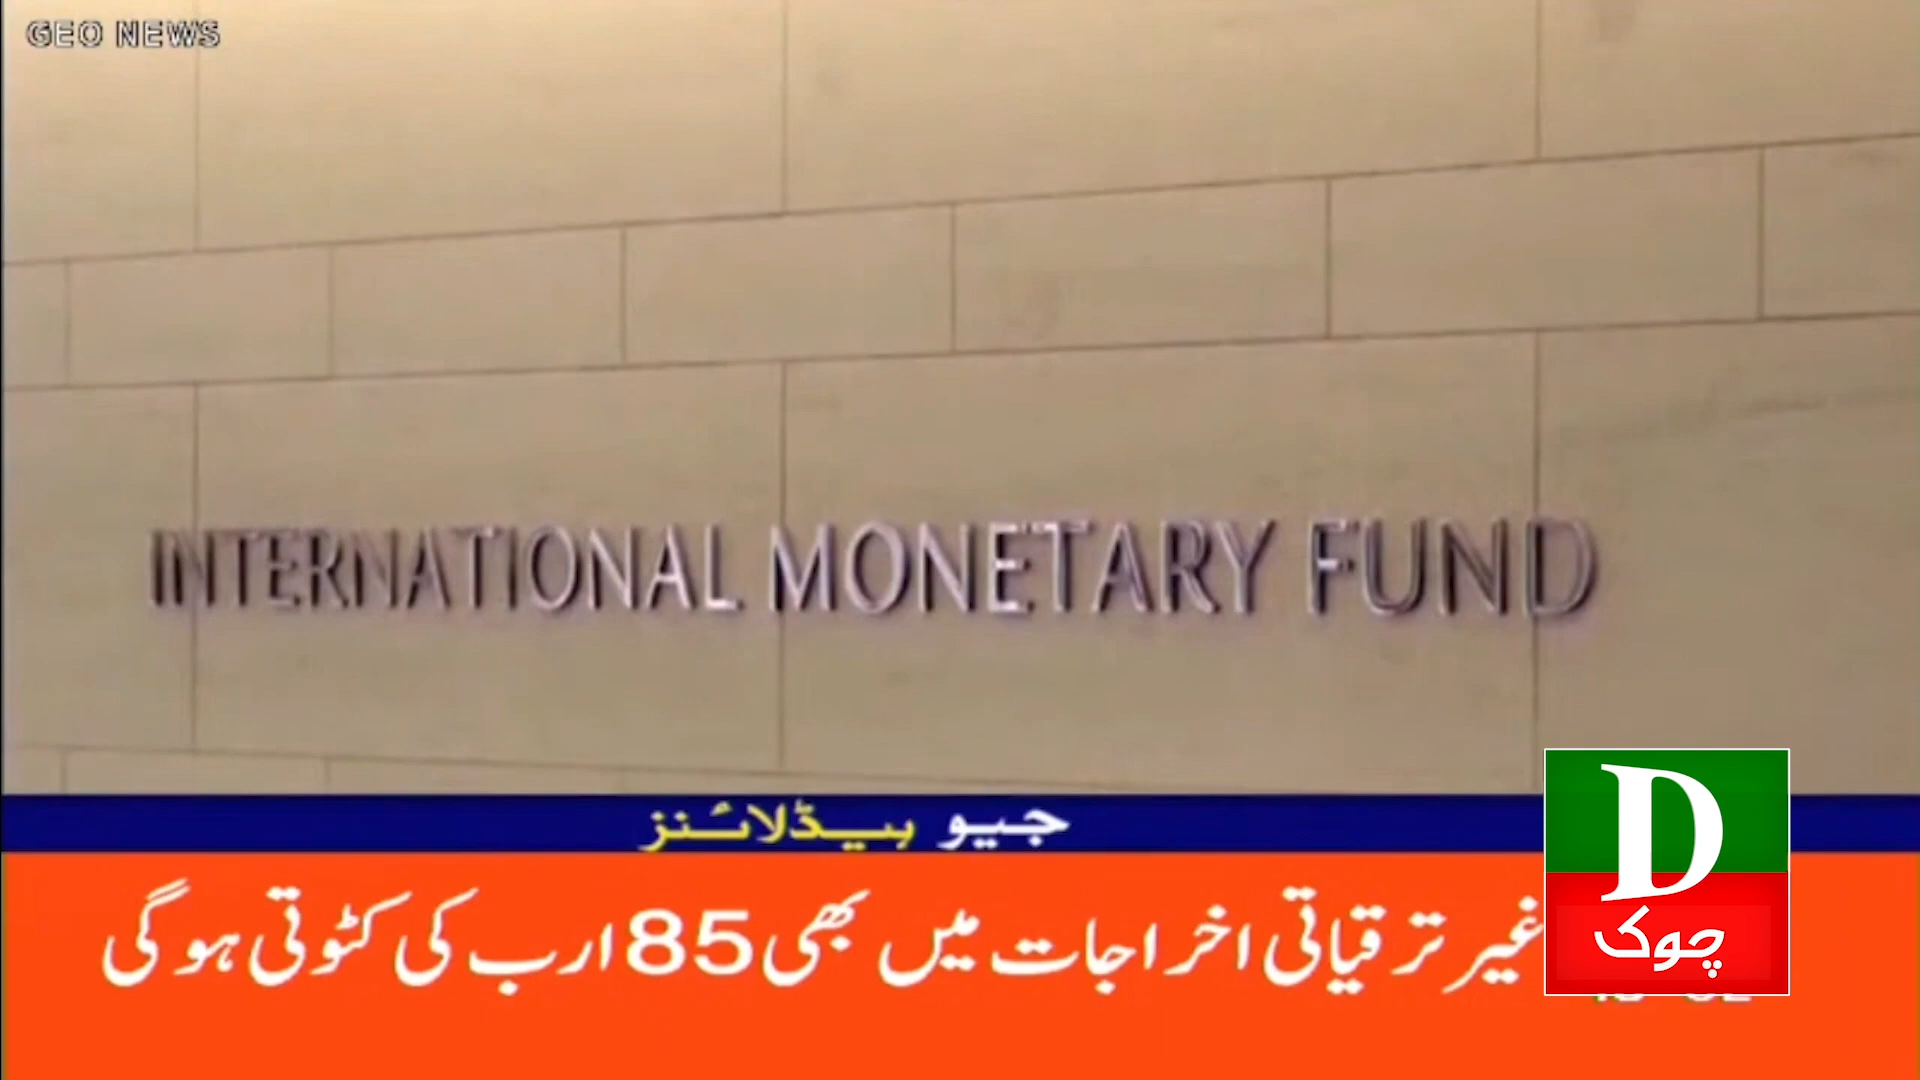 GEO NEWS
INTERNATIONAL MONETARY FUND
جیو ہیڈلائنز
غیر ترقیاتی اخراجات میں بھی 85 ارب کی کٹوتی ہوگی
D
چوک